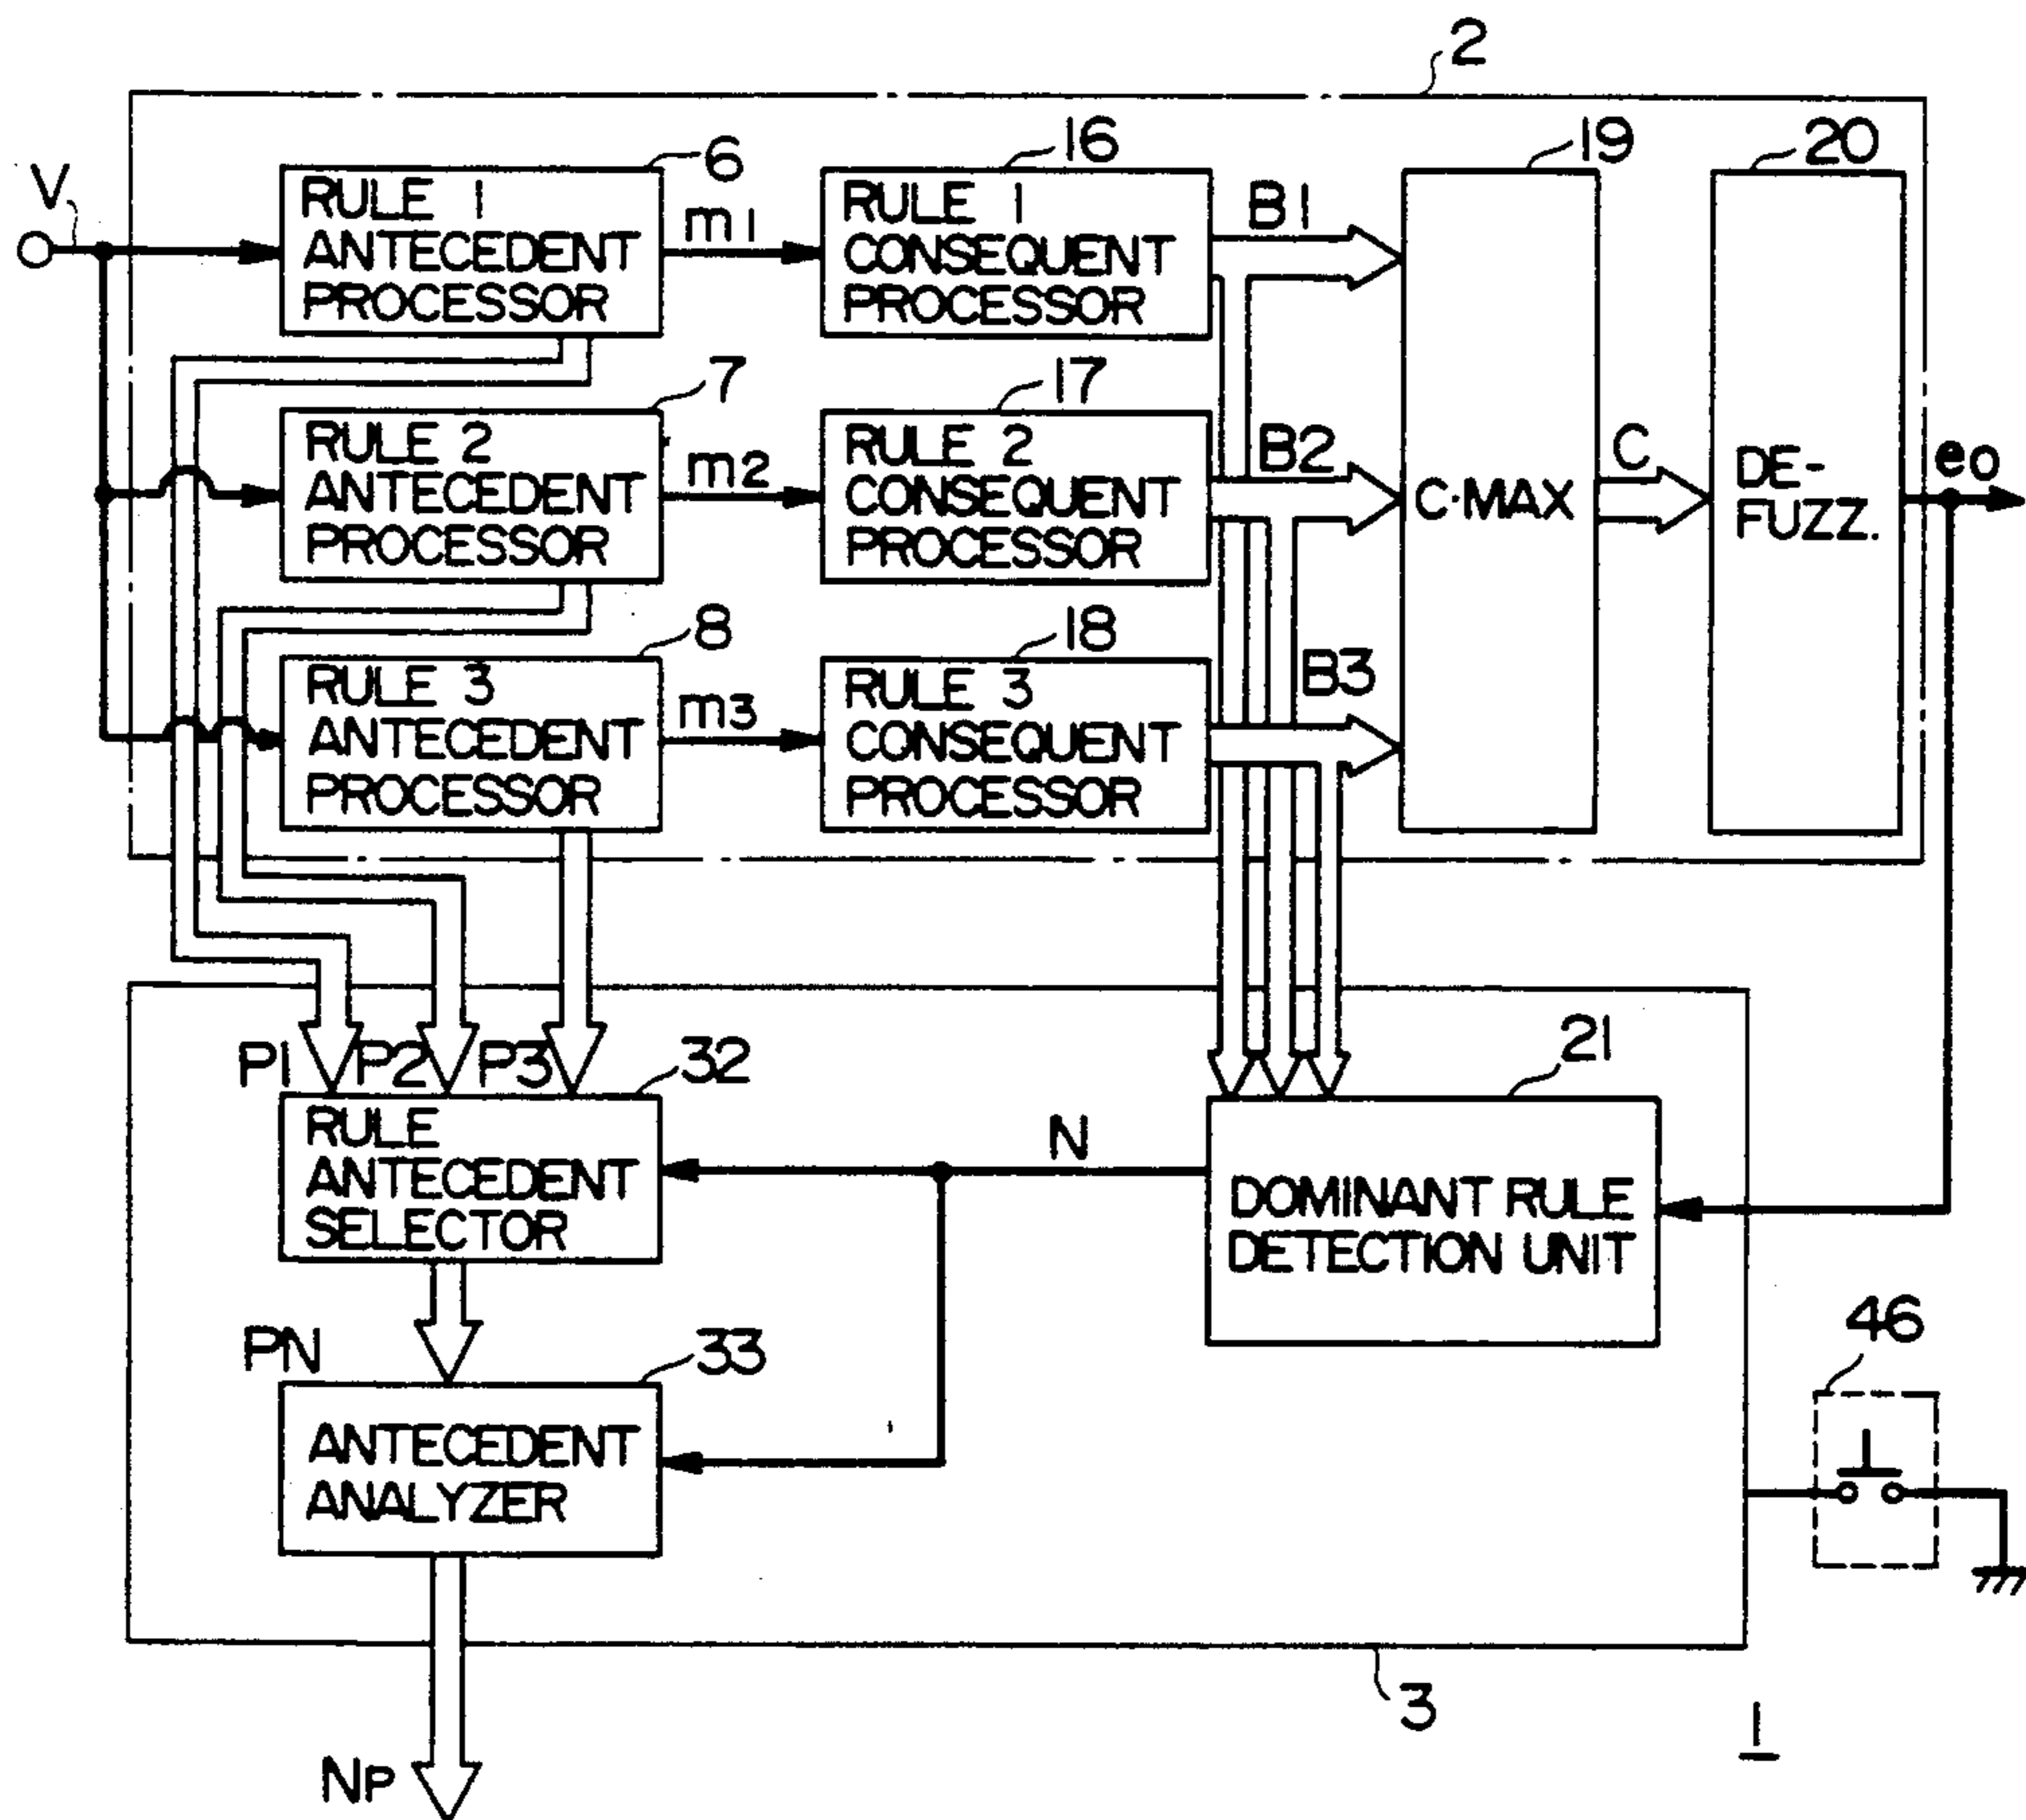 2
V
6
RULE 1
ANTECEDENT
PROCESSOR
m1
16
RULE 1
CONSEQUENT
PROCESSOR
B1
19
20
7
RULE 2
ANTECEDENT
PROCESSOR
m2
17
RULE 2
CONSEQUENT
PROCESSOR
B2
C·MAX
C
DE-
FUZZ.
eo
8
RULE 3
ANTECEDENT
PROCESSOR
m3
18
RULE 3
CONSEQUENT
PROCESSOR
B3
P1
P2
P3
32
RULE
ANTECEDENT
SELECTOR
N
21
DOMINANT RULE
DETECTION UNIT
PN
33
ANTECEDENT
ANALYZER
46
3
1
NP